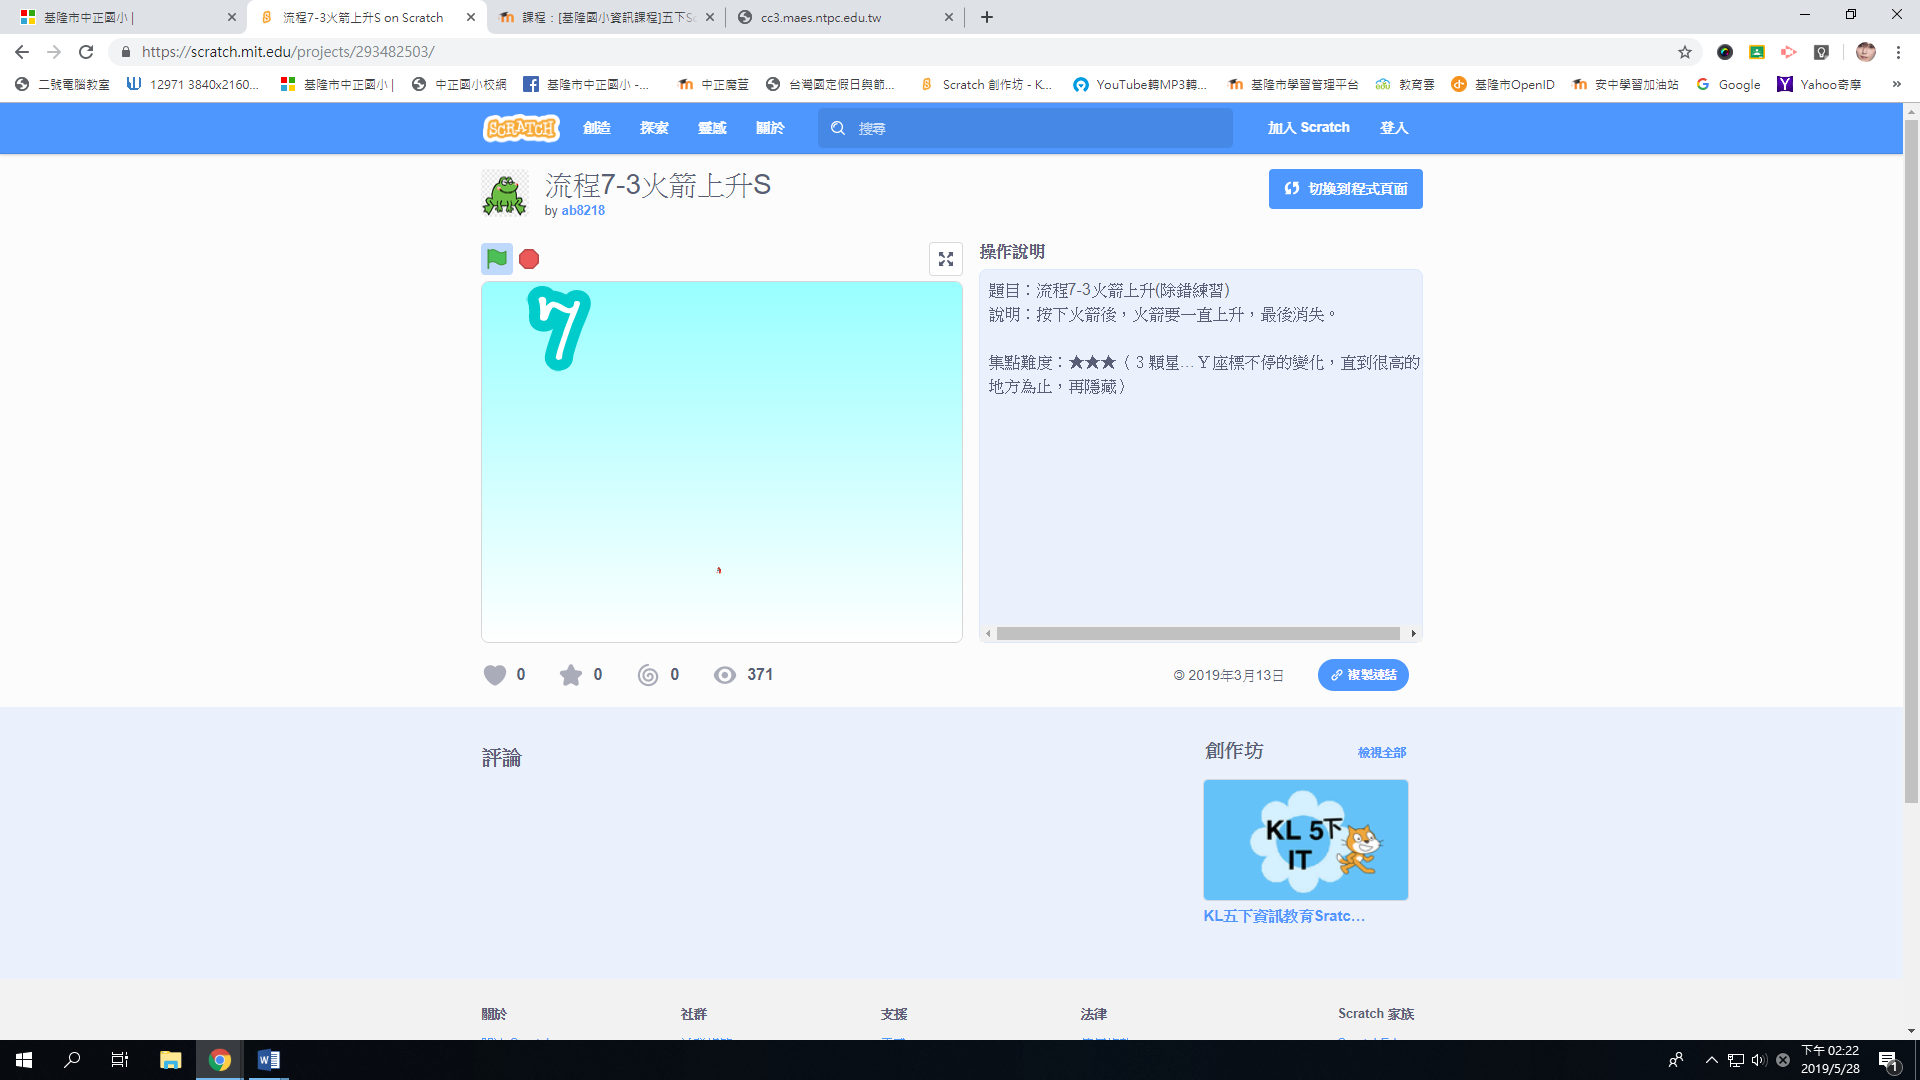 基隆市中正國小 |
流程7-3火箭上升S on Scratch
課程：[基隆國小資訊課程]五下Sc
cc3.maes.ntpc.edu.tw
https://scratch.mit.edu/projects/293482503/
二號電腦教室
12971 3840x2160...
基隆市中正國小 |
中正國小校網
基隆市中正國小 -...
中正魔荳
台灣國定假日與節...
Scratch 創作坊 - K...
YouTube轉MP3轉...
基隆市學習管理平台
教育雲
基隆市OpenID
安中學習加油站
Google
Yahoo奇摩
SCRATCH
創造
探索
靈感
關於
搜尋
加入 Scratch
登入
流程7-3火箭上升S
by ab8218
切換到程式頁面
操作說明
7
題目：流程7-3火箭上升(除錯練習)
說明：按下火箭後，火箭要一直上升，最後消失。
集點難度：★★★（ 3 顆星... Y 座標不停的變化，直到很高的
地方為止，再隱藏）
0
0
0
371
© 2019年3月13日
複製連結
評論
創作坊
檢視全部
KL 5下
IT
KL五下資訊教育Sratc...
關於
社群
支援
法律
Scratch 家族
下午 02:22
2019/5/28
1